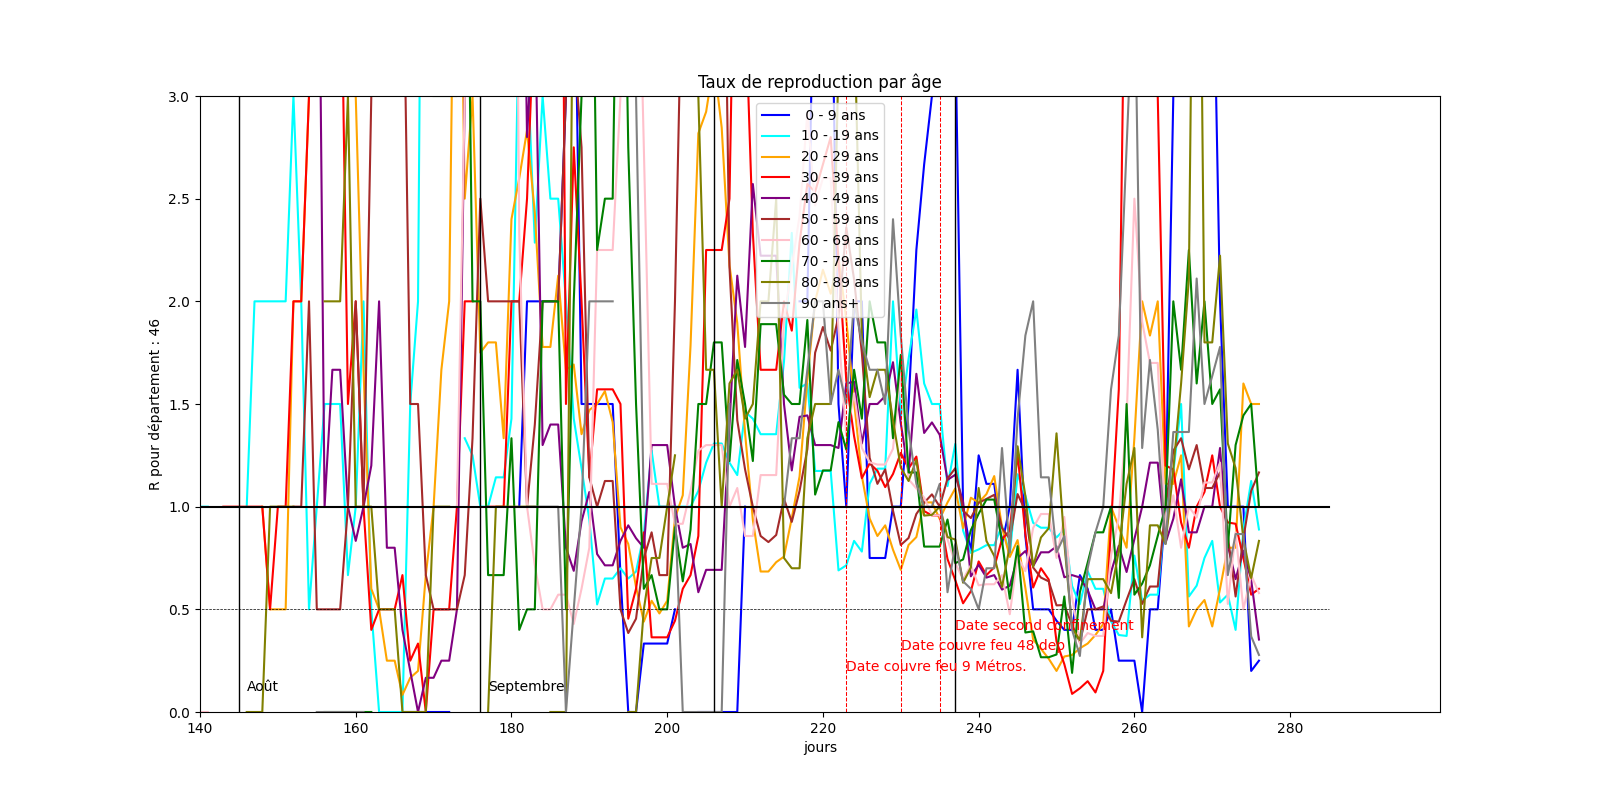 Taux de reproduction par âge
R pour département : 46
3.0
2.5
2.0
1.5
1.0
0.5
0.0
0 - 9 ans
10 - 19 ans
20 - 29 ans
30 - 39 ans
40 - 49 ans
50 - 59 ans
60 - 69 ans
70 - 79 ans
80 - 89 ans
90 ans+
Date second confinement
Date couvre feu 48 dep
Date couvre feu 9 Métros.
Août
Septembre
140
160
180
200
220
240
260
280
jours